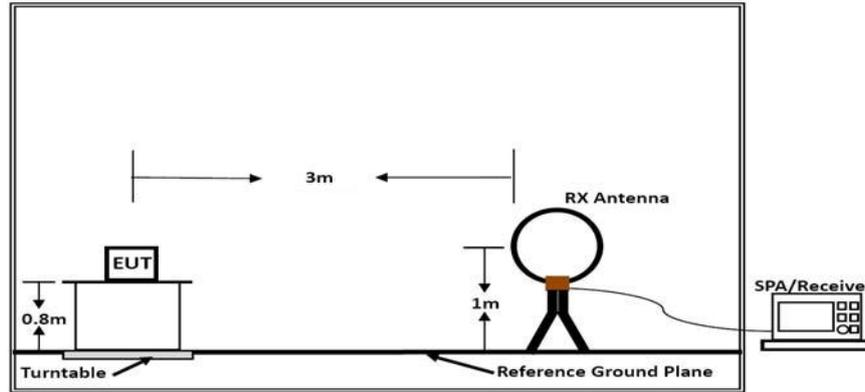 3m
RX Antenna
EUT
SPA/Receive
0.8m
1m
Turntable
Reference Ground Plane